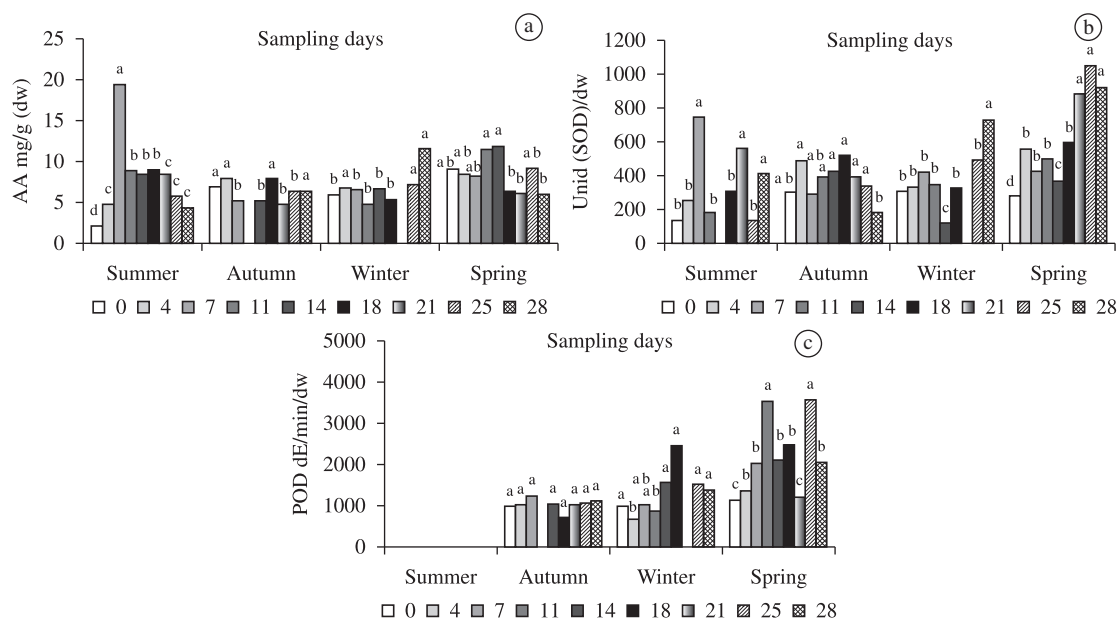 Sampling days
a
AA mg/g (dw)
25
20
15
10
5
0
d c a b b b c c c
a a b b a b b a
b a a b b b a a
a b a b a b a a b b a b b
Summer Autumn Winter Spring
0 4 7 11 14 18 21 25 28
Sampling days
b
Unid (SOD)/dw
1200
1000
800
600
400
200
0
b b a b b a b a
b a a b a b a a a a b
b b a b c b b a
d b b b b b a a a
Summer Autumn Winter Spring
0 4 7 11 14 18 21 25 28
Sampling days
c
POD dE/min/dw
5000
4000
3000
2000
1000
0
a a a a a a a a
a b a b a b a a a a
c b b a b b c a b
Summer Autumn Winter Spring
0 4 7 11 14 18 21 25 28